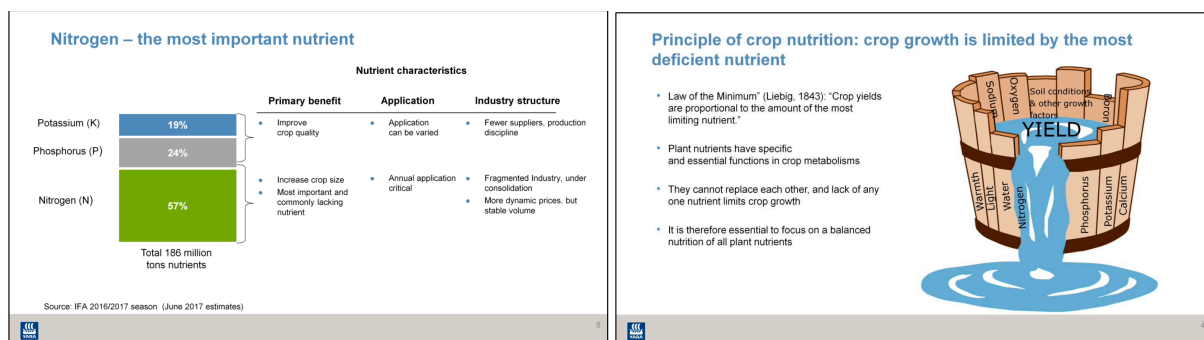 Nitrogen – the most important nutrient
Nutrient characteristics
Primary benefit
Application
Industry structure
Potassium (K)
19%
Phosphorus (P)
24%
• Improve
crop quality
• Application
can be varied
• Fewer suppliers, production
discipline
Nitrogen (N)
57%
• Increase crop size
• Most important and
commonly lacking
nutrient
• Annual application
critical
• Fragmented Industry, under
consolidation
• More dynamic prices, but
stable volume
Total 186 million
tons nutrients
Source: IFA 2016/2017 season (June 2017 estimates)
YARA
8
Principle of crop nutrition: crop growth is limited by the most
deficient nutrient
• Law of the Minimum” (Liebig, 1843): “Crop yields
are proportional to the amount of the most
limiting nutrient.”
• Plant nutrients have specific
and essential functions in crop metabolisms
• They cannot replace each other, and lack of any
one nutrient limits crop growth
• It is therefore essential to focus on a balanced
nutrition of all plant nutrients
Sodium
Oxygen
Soil conditions
& other growth
factors
Boron
YIELD
Warmth
Light
Water
Nitrogen
Phosphorus
Potassium
Calcium
YARA
4